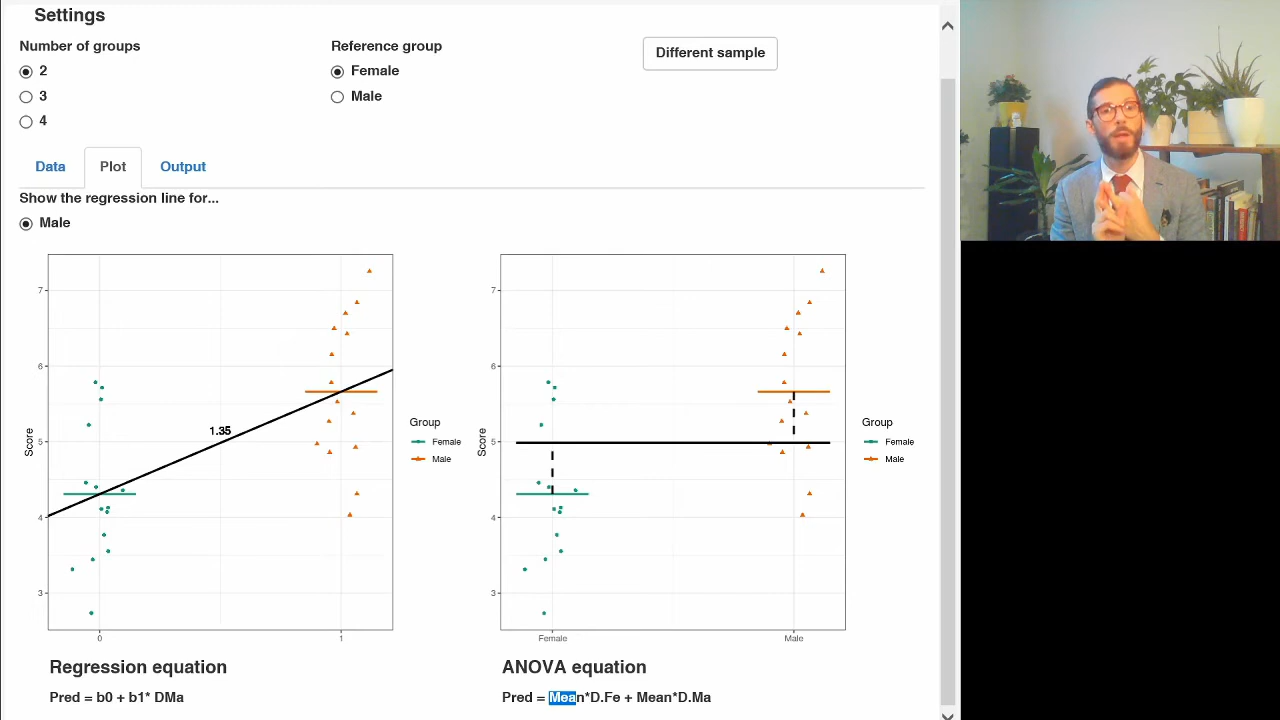 Settings
Number of groups
2
3
4
Reference group
Female
Male
Different sample
Data Plot Output
Show the regression line for...
Male
Score
7
6
5
4
3
1.35
0 1
Group
Female
Male
Score
7
6
5
4
3
Female Male
Group
Female
Male
Regression equation
Pred = b0 + b1* DMa
ANOVA equation
Pred = Mean*D.Fe + Mean*D.Ma